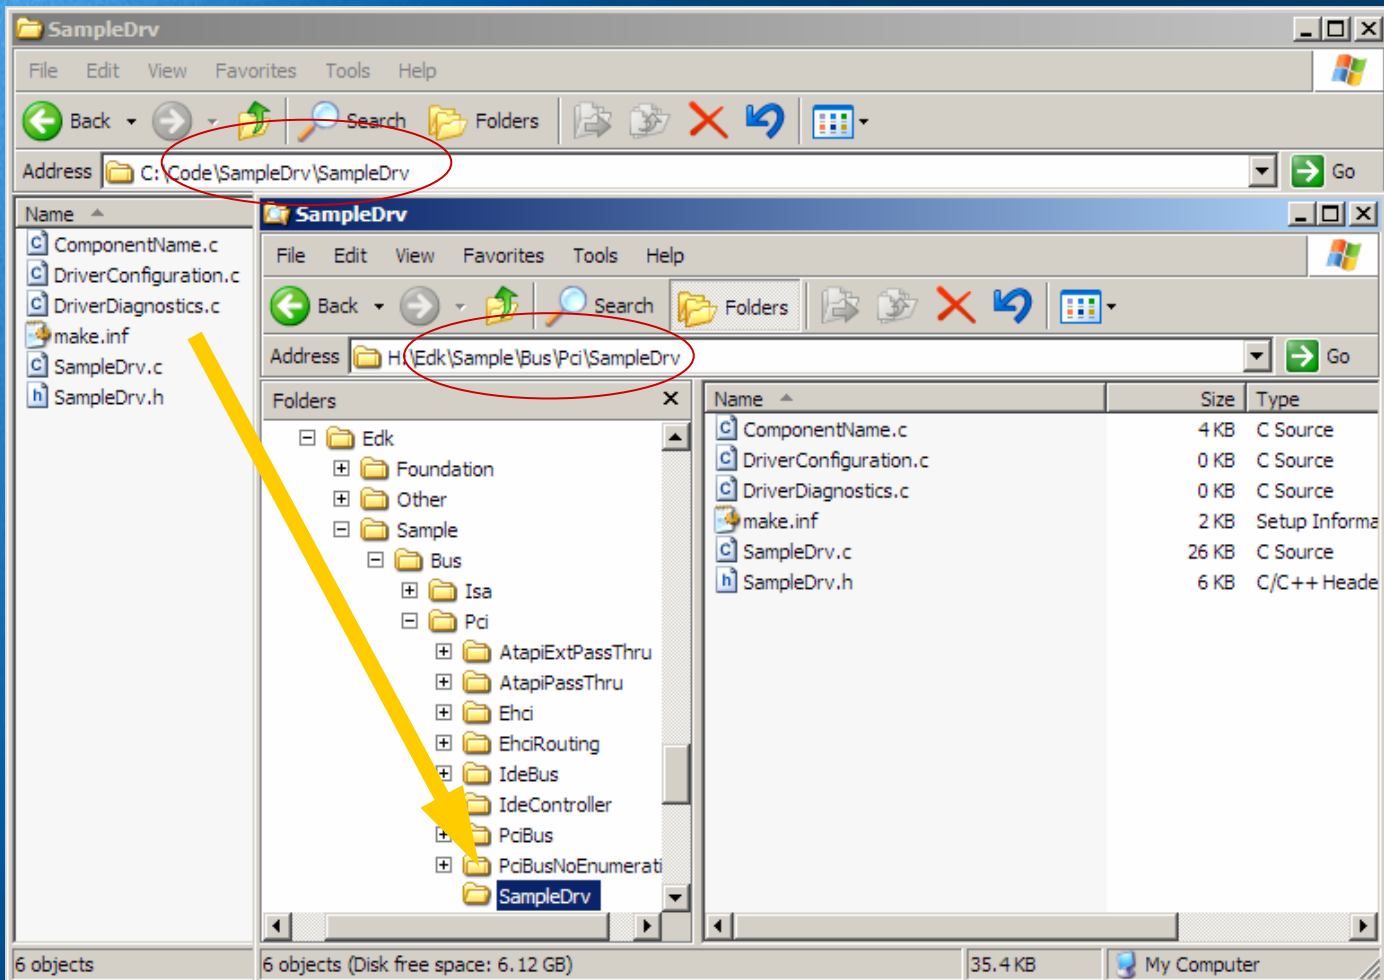 SampleDrv
File Edit View Favorites Tools Help
Back Search Folders
Address C:\Code\SampleDrv\SampleDrv Go
Name
ComponentName.c
DriverConfiguration.c
DriverDiagnostics.c
make.inf
SampleDrv.c
SampleDrv.h
6 objects
SampleDrv
File Edit View Favorites Tools Help
Back Search Folders
Address H:\Edk\Sample\Bus\Pci\SampleDrv Go
Folders
Edk
Foundation
Other
Sample
Bus
Isa
Pci
AtapiExtPassThru
AtapiPassThru
Ehci
EhciRouting
IdeBus
IdeController
PciBus
PciBusNoEnumerati
SampleDrv
Name Size Type
ComponentName.c 4 KB C Source
DriverConfiguration.c 0 KB C Source
DriverDiagnostics.c 0 KB C Source
make.inf 2 KB Setup Informa
SampleDrv.c 26 KB C Source
SampleDrv.h 6 KB C/C++ Heade
6 objects (Disk free space: 6.12 GB) 35.4 KB My Computer